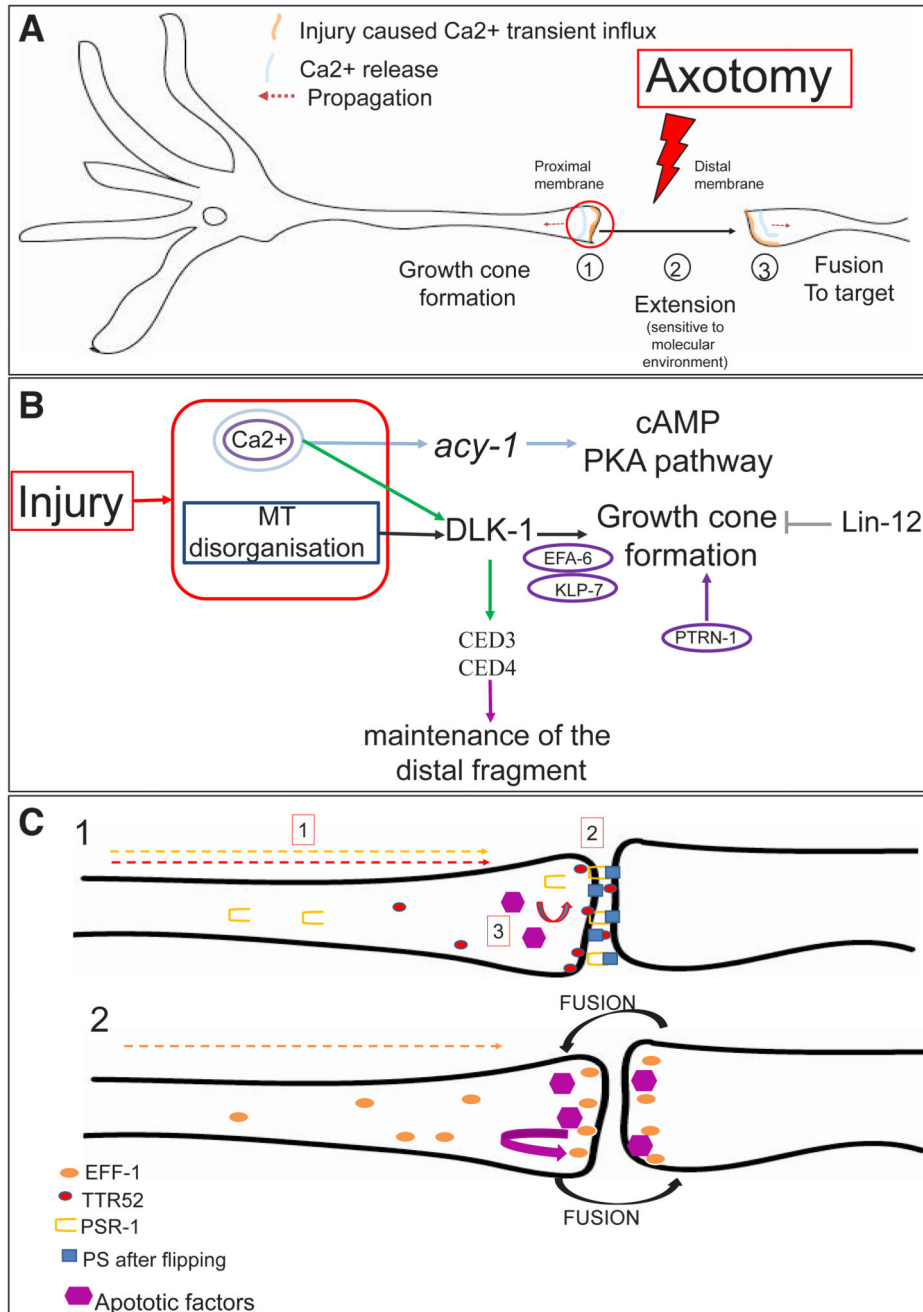 A
Injury caused Ca2+ transient influx
Ca2+ release
Propagation
Axotomy
Proximal
membrane
Distal
membrane
Growth cone
formation
1
2
3
Extension
(sensitive to
molecular
environment)
Fusion
To target
B
Injury
Ca2+
MT
disorganisation
acy-1
cAMP
PKA pathway
DLK-1
EFA-6
KLP-7
Growth cone
formation
Lin-12
PTRN-1
CED3
CED4
maintenance of the
distal fragment
C
1
1
2
3
2
FUSION
FUSION
EFF-1
TTR52
PSR-1
PS after flipping
Apototic factors